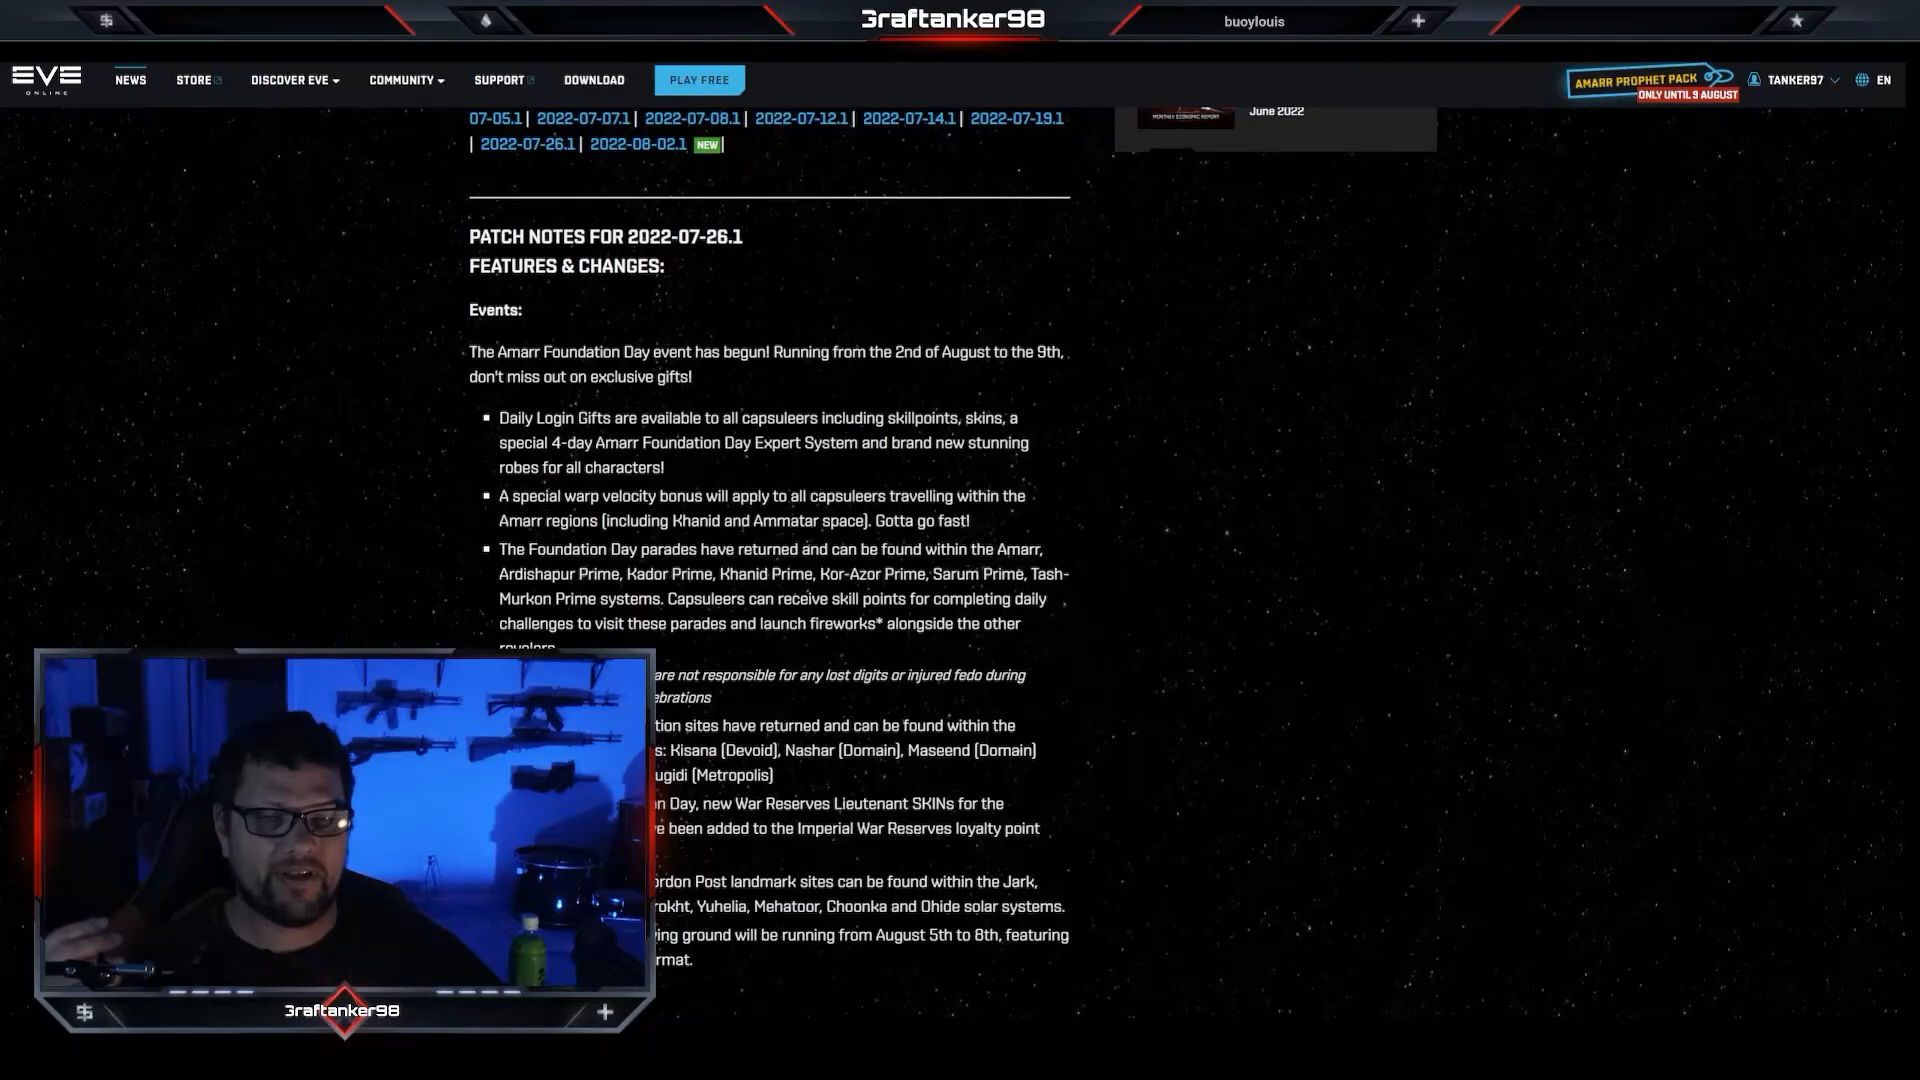 3raftanker98
buoylouis
EVE
ONLINE
NEWS
STORE
DISCOVER EVE
COMMUNITY
SUPPORT
DOWNLOAD
PLAY FREE
AMARR PROPHET PACK
ONLY UNTIL 9 AUGUST
TANKER97
EN
07-05.1 | 2022-07-07.1 | 2022-07-08.1 | 2022-07-12.1 | 2022-07-14.1 | 2022-07-19.1
| 2022-07-26.1 | 2022-08-02.1 NEW |
MONTHLY ECONOMIC REPORT
June 2022
PATCH NOTES FOR 2022-07-26.1
FEATURES & CHANGES:
Events:
The Amarr Foundation Day event has begun! Running from the 2nd of August to the 9th,
don't miss out on exclusive gifts!
Daily Login Gifts are available to all capsuleers including skillpoints, skins, a
special 4-day Amarr Foundation Day Expert System and brand new stunning
robes for all characters!
A special warp velocity bonus will apply to all capsuleers travelling within the
Amarr regions (including Khanid and Ammatar space). Gotta go fast!
The Foundation Day parades have returned and can be found within the Amarr,
Ardishapur Prime, Kador Prime, Khanid Prime, Kor-Azor Prime, Sarum Prime, Tash-
Murkon Prime systems. Capsuleers can receive skill points for completing daily
challenges to visit these parades and launch fireworks* alongside the other
are not responsible for any lost digits or injured fedo during
ebrations
tion sites have returned and can be found within the
s: Kisana (Devoid), Nashar (Domain), Maseend (Domain)
ugidi (Metropolis)
n Day, new War Reserves Lieutenant SKINs for the
e been added to the Imperial War Reserves loyalty point
ordon Post landmark sites can be found within the Jark,
rokht, Yuhelia, Mehatoor, Choonka and Ohide solar systems.
ing ground will be running from August 5th to 8th, featuring
rmat.
3raftanker98